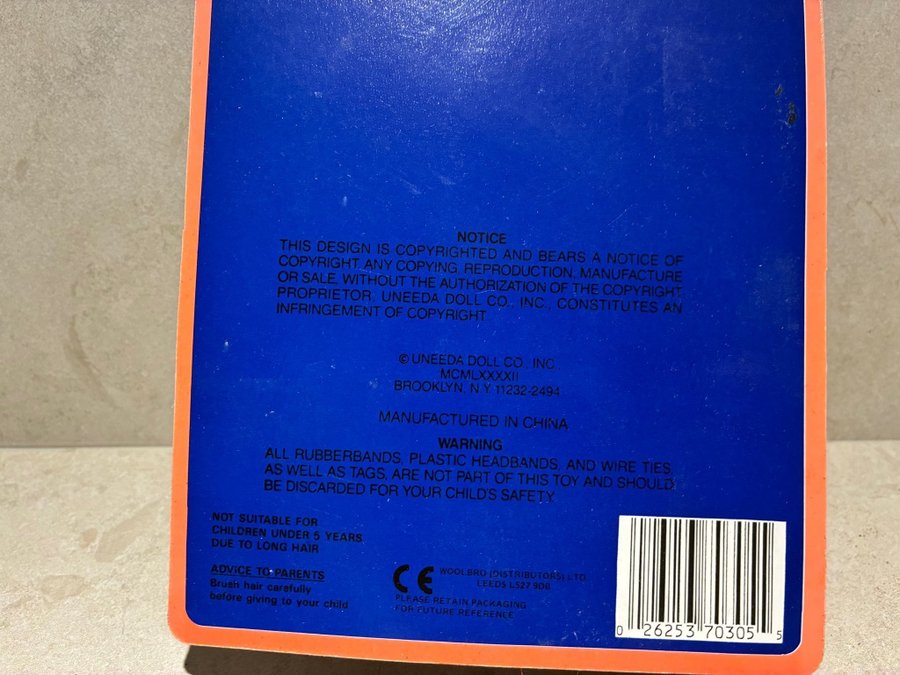 NOTICE
THIS DESIGN IS COPYRIGHTED AND BEARS A NOTICE OF
COPYRIGHT. ANY COPYING, REPRODUCTION, MANUFACTURE
OR SALE, WITHOUT THE AUTHORIZATION OF THE COPYRIGHT
PROPRIETOR, UNEEDA DOLL CO., INC., CONSTITUTES AN
INFRINGEMENT OF COPYRIGHT.
© UNEEDA DOLL CO., INC.
MCMLXXXXII
BROOKLYN, N.Y. 11232-2494
MANUFACTURED IN CHINA
WARNING
ALL RUBBERBANDS, PLASTIC HEADBANDS, AND WIRE TIES,
AS WELL AS TAGS, ARE NOT PART OF THIS TOY AND SHOULD
BE DISCARDED FOR YOUR CHILD'S SAFETY.
NOT SUITABLE FOR
CHILDREN UNDER 5 YEARS.
DUE TO LONG HAIR
ADVICE TO PARENTS
Brush hair carefully
before giving to your child
CE WOOLBRO (DISTRIBUTORS) LTD
LEEDS LS27 9DB
PLEASE RETAIN PACKAGING
FOR FUTURE REFERENCE
0 26253 70305 5